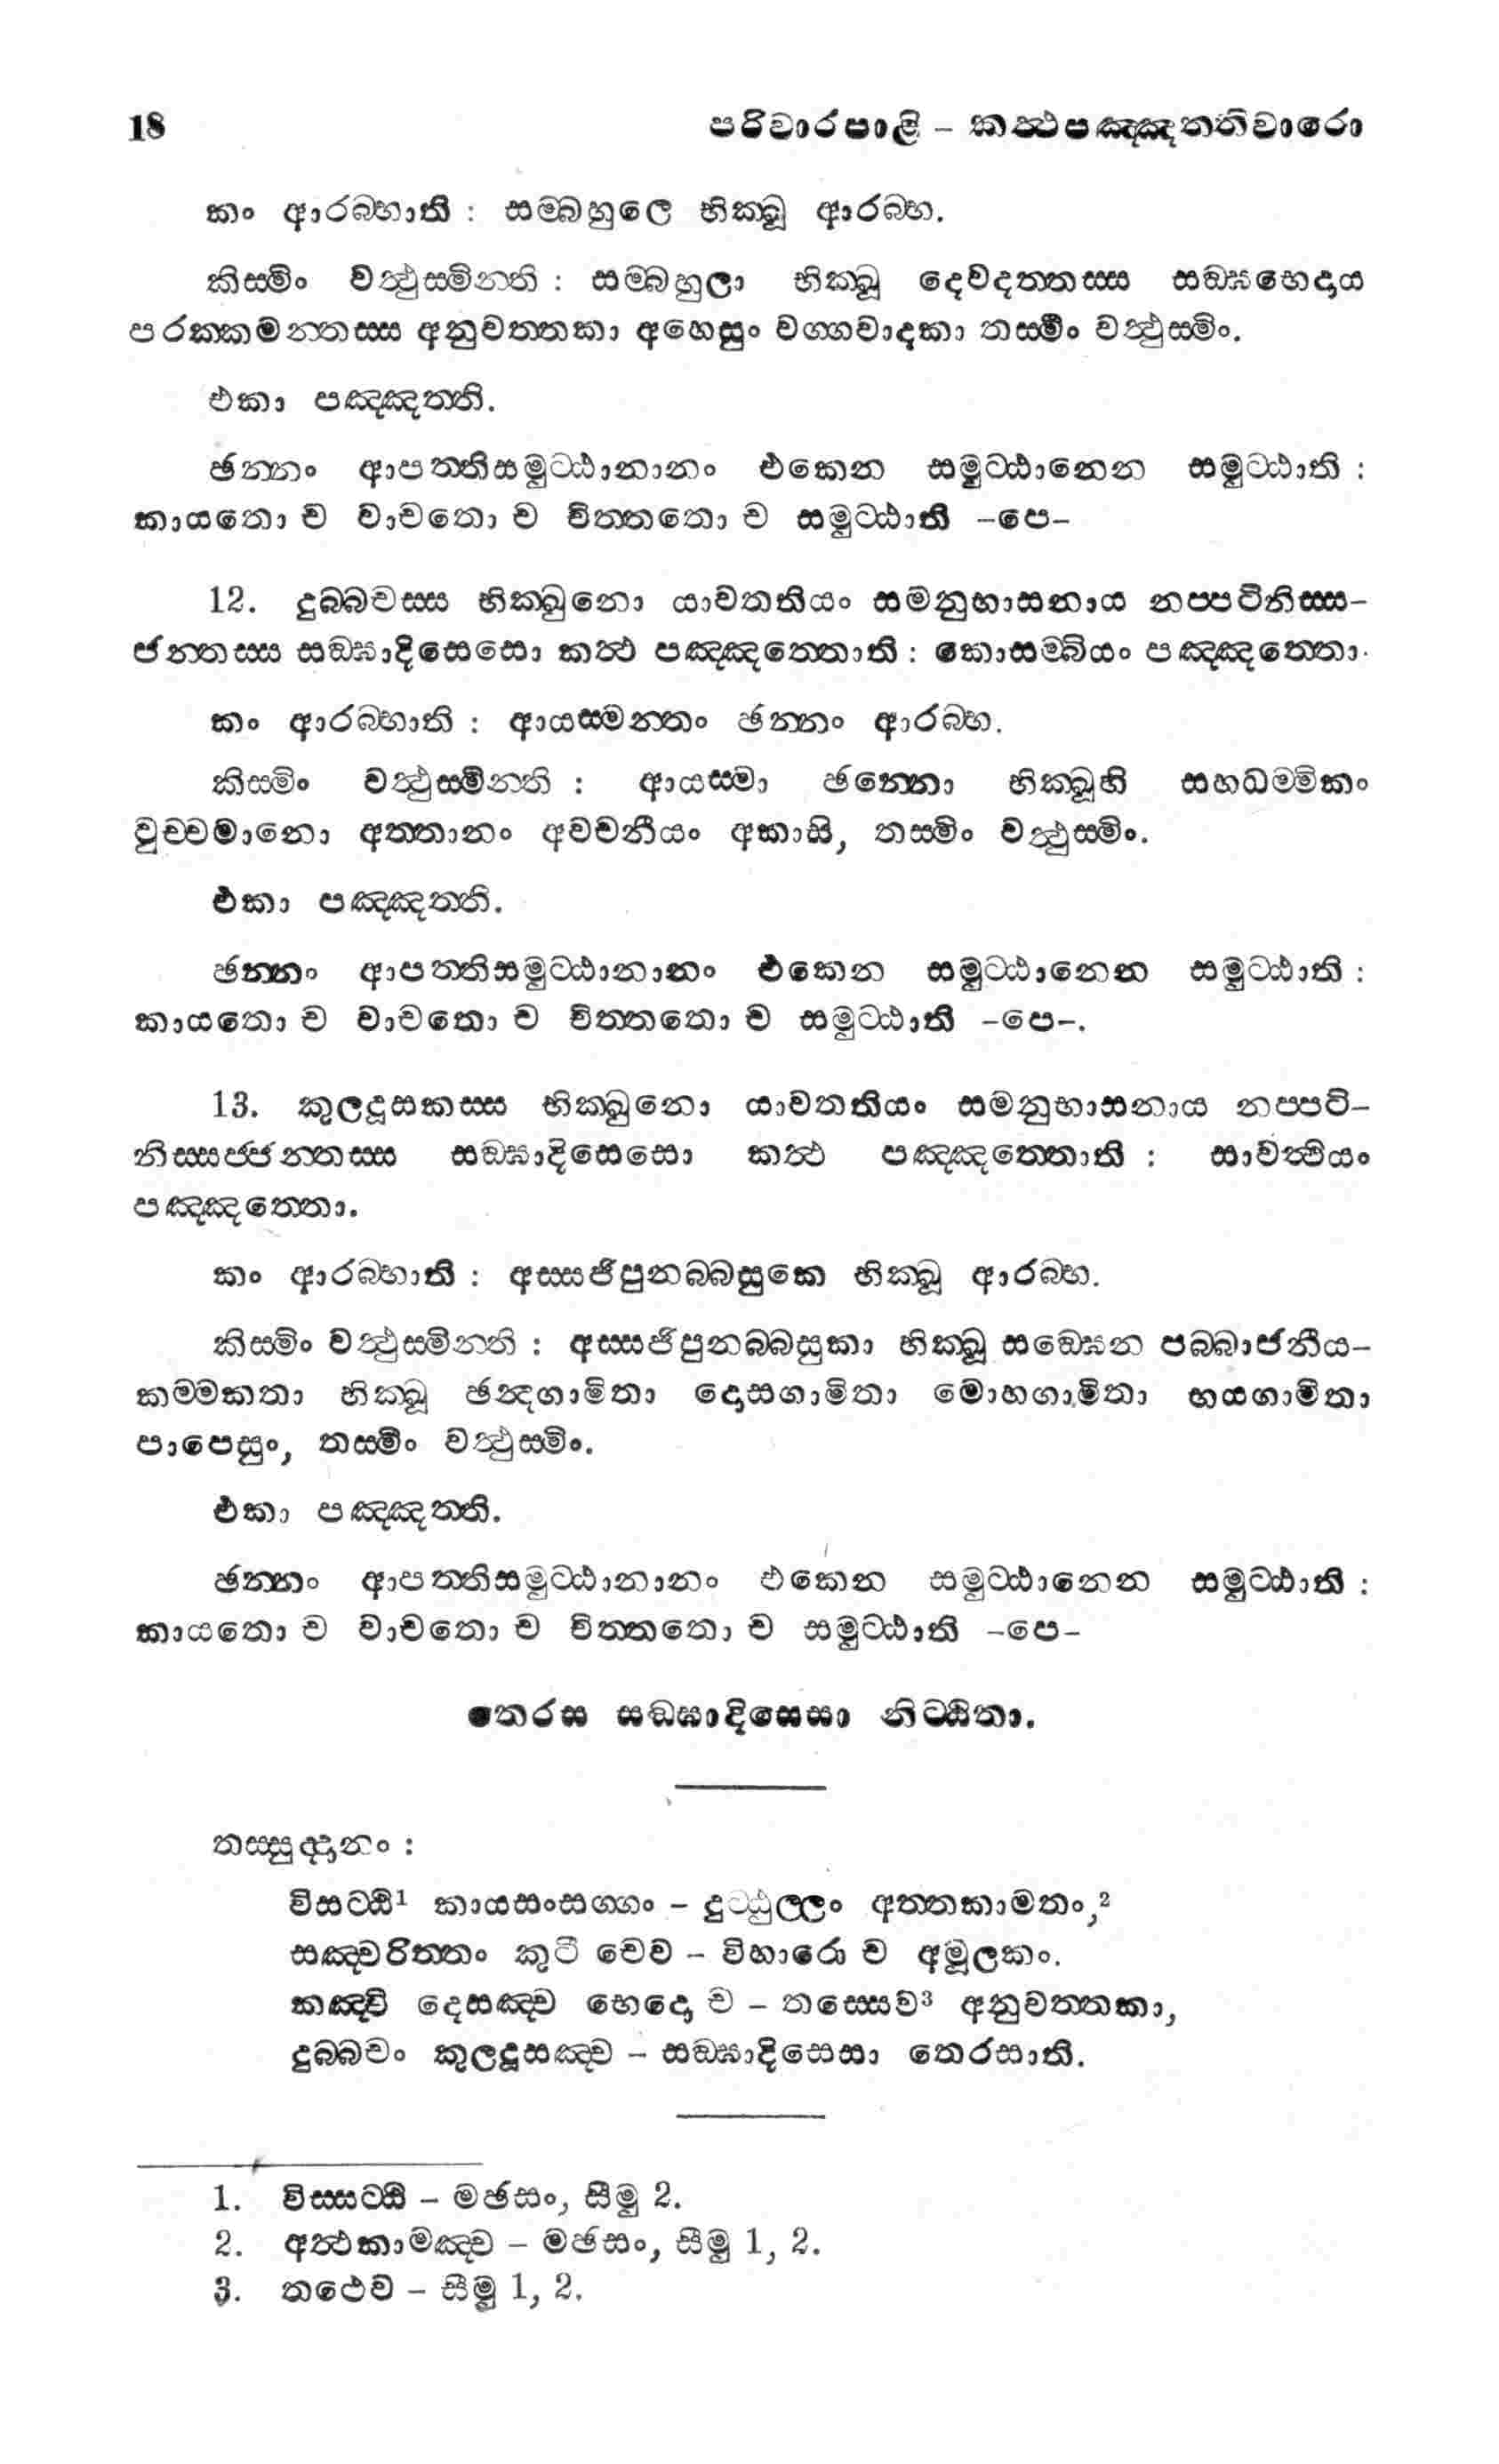 18 පරිවාරපාළි – කත්‍ථපඤ්ඤත්තිවාරො
කං ආරබ්භාති : සම්බහුලෙ භික්ඛූ ආරබ්භ.
කිස්මිං වත්‍ථුස්මින්ති : සම්බහුලා භික්ඛූ දෙවදත්තස්ස සඞ්ඝභෙදාය
පරක්කමන්තස්ස අනුවත්තකා අහෙසුං වග්ගවාදකා තස්මිං වත්‍ථුස්මිං.
එකා පඤ්ඤත්ති.
ඡන්නං ආපත්තිසමුට්ඨානානං එකෙන සමුට්ඨානෙන සමුට්ඨාති :
කායතො ච වාචතො ච චිත්තතො ච සමුට්ඨාති –පෙ–
12. දුබ්බචස්ස භික්ඛුනො යාවතතියං සමනුභාසනාය නප්පටිනිස්ස-
ජන්තස්ස සඞ්ඝාදිසෙසො කත්‍ථ පඤ්ඤත්තොති : කොසම්බියං පඤ්ඤත්තො.
කං ආරබ්භාති : ආයස්මන්තං ඡන්නං ආරබ්භ.
කිස්මිං වත්‍ථුස්මින්ති : ආයස්මා ඡන්නො භික්ඛූහි සහධම්මිකං
වුච්චමානො අත්තානං අවචනීයං අකාසි, තස්මිං වත්‍ථුස්මිං.
එකා පඤ්ඤත්ති.
ඡන්නං ආපත්තිසමුට්ඨානානං එකෙන සමුට්ඨානෙන සමුට්ඨාති :
කායතො ච වාචතො ච චිත්තතො ච සමුට්ඨාති –පෙ–.
13. කුලදූසකස්ස භික්ඛුනො යාවතතියං සමනුභාසනාය නප්පටි-
නිස්සජ්ජන්තස්ස සඞ්ඝාදිසෙසො කත්‍ථ පඤ්ඤත්තොති : සාවත්‍ථියං
පඤ්ඤත්තො.
කං ආරබ්භාති : අස්සජිපුනබ්බසුකෙ භික්ඛූ ආරබ්භ.
කිස්මිං වත්‍ථුස්මින්ති : අස්සජිපුනබ්බසුකා භික්ඛූ සඞ්ඝෙන පබ්බාජනීය-
කම්මකතා භික්ඛූ ඡන්දගාමිතා දොසගාමිතා මොහගාමිතා භයගාමිතා
පාපෙසුං, තස්මිං වත්‍ථුස්මිං.
එකා පඤ්ඤත්ති.
ඡන්නං ආපත්තිසමුට්ඨානානං එකෙන සමුට්ඨානෙන සමුට්ඨාති :
කායතො ච වාචතො ච චිත්තතො ච සමුට්ඨාති –පෙ–
තෙරස සඞ්ඝාදිසෙසා නිට්ඨිතා.
තස්සුද්දානං :
විසට්ඨි¹ කායසංසග්ගං – දුට්ඨුල්ලං අත්තකාමතං,²
සඤ්චරිත්තං කුටි චෙව – විහාරො ච අමූලකං.
කඤ්චි දෙසඤ්ච භෙදො ච – තස්සෙව³ අනුවත්තකා,
දුබ්බචං කුලදූසඤ්ච – සඞ්ඝාදිසෙසා තෙරසාති.
1. විස්සට්ඨි – මඡසං, සීමු 2.
2. අත්‍ථකාමඤ්ච – මඡසං, සීමු 1, 2.
3. තථෙව – සීමු 1, 2.